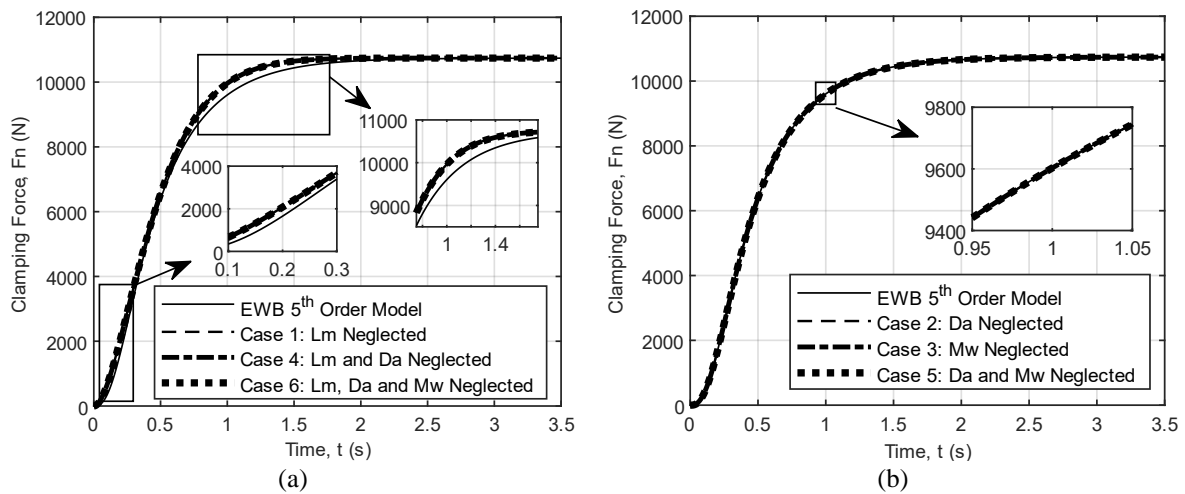 12000
10000
8000
6000
4000
2000
0
Clamping Force, Fn (N)
0 0.5 1 1.5 2 2.5 3 3.5
Time, t (s)
4000
2000
0
0.1 0.2 0.3
11000
10000
9000
1 1.4
EWB 5th Order Model
Case 1: Lm Neglected
Case 4: Lm and Da Neglected
Case 6: Lm, Da and Mw Neglected
(a)
12000
10000
8000
6000
4000
2000
0
Clamping Force, Fn (N)
0 0.5 1 1.5 2 2.5 3 3.5
Time, t (s)
9800
9600
9400
0.95 1 1.05
EWB 5th Order Model
Case 2: Da Neglected
Case 3: Mw Neglected
Case 5: Da and Mw Neglected
(b)